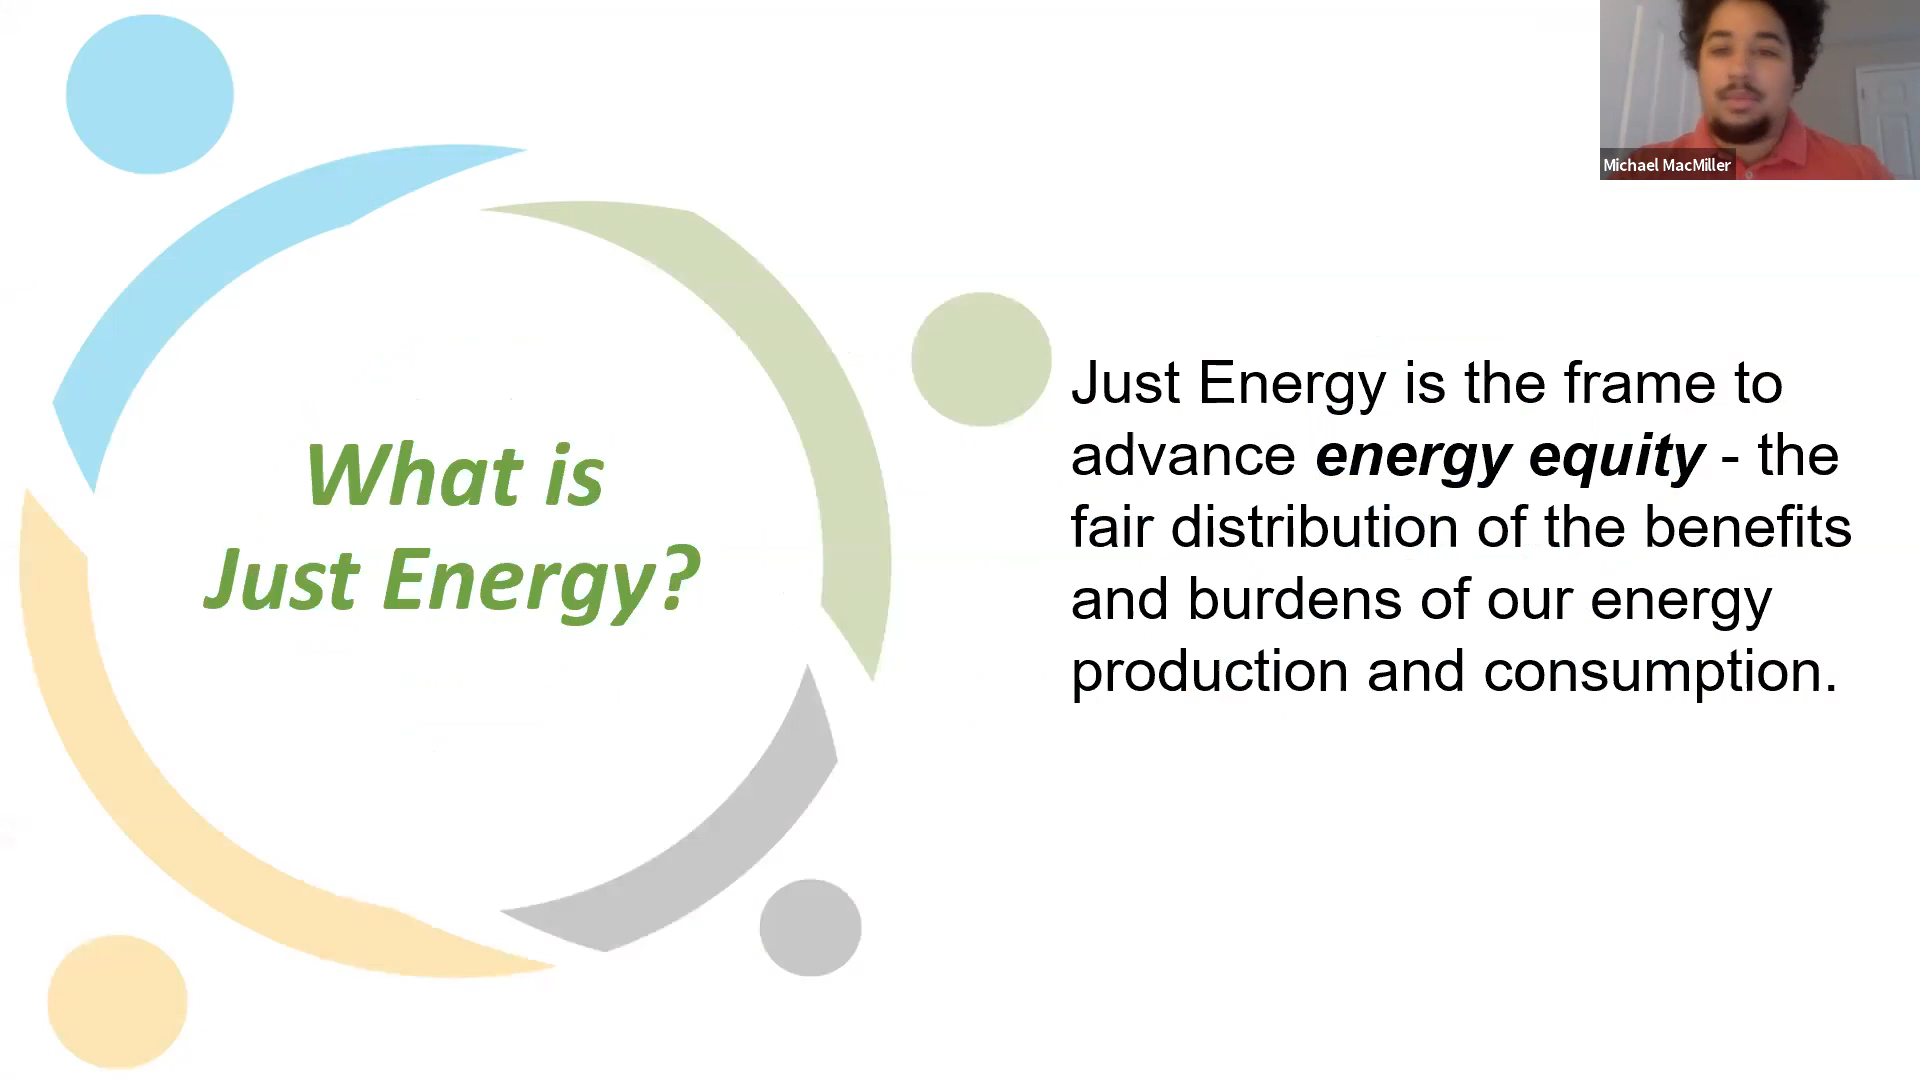 Michael MacMiller
What is
Just Energy?
Just Energy is the frame to
advance energy equity - the
fair distribution of the benefits
and burdens of our energy
production and consumption.